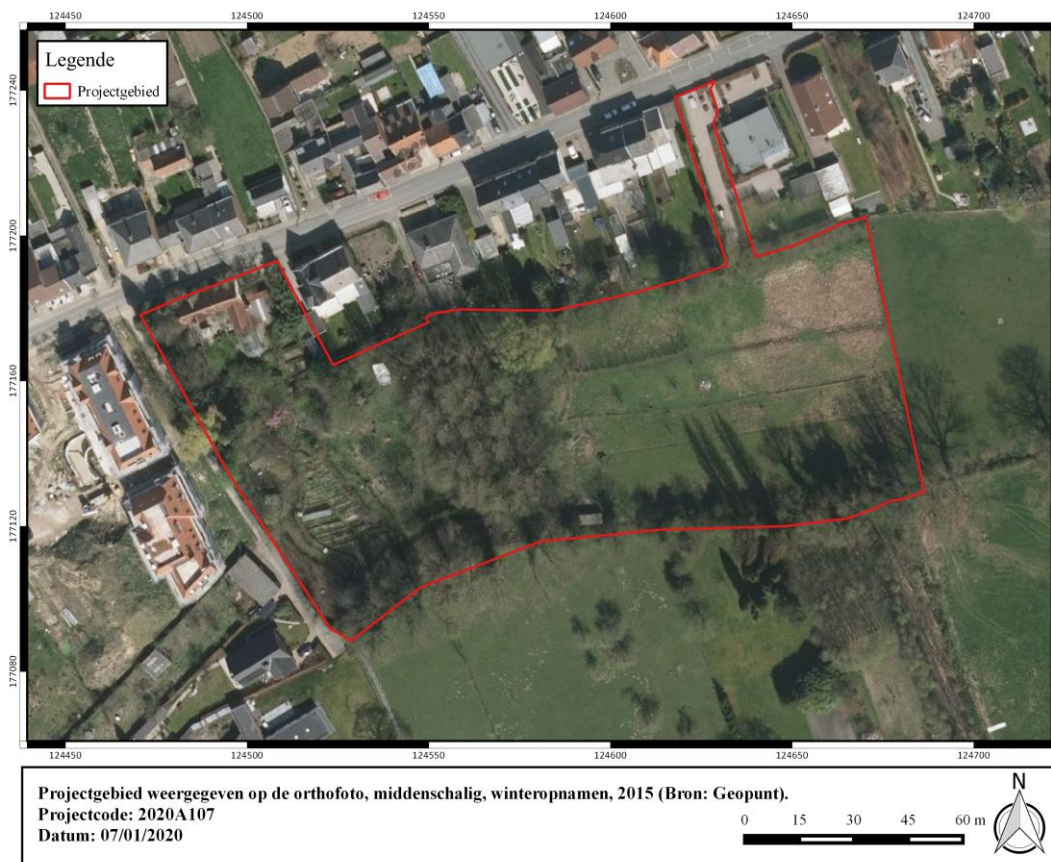 124450 124500 124550 124600 124650 124700
177240
177200
177160
177120
177080
Legende
Projectgebied
124450 124500 124550 124600 124650 124700
Projectgebied weergegeven op de orthofoto, middenschalig, winteropnamen, 2015 (Bron: Geopunt).
Projectcode: 2020A107
Datum: 07/01/2020
0 15 30 45 60 m
N